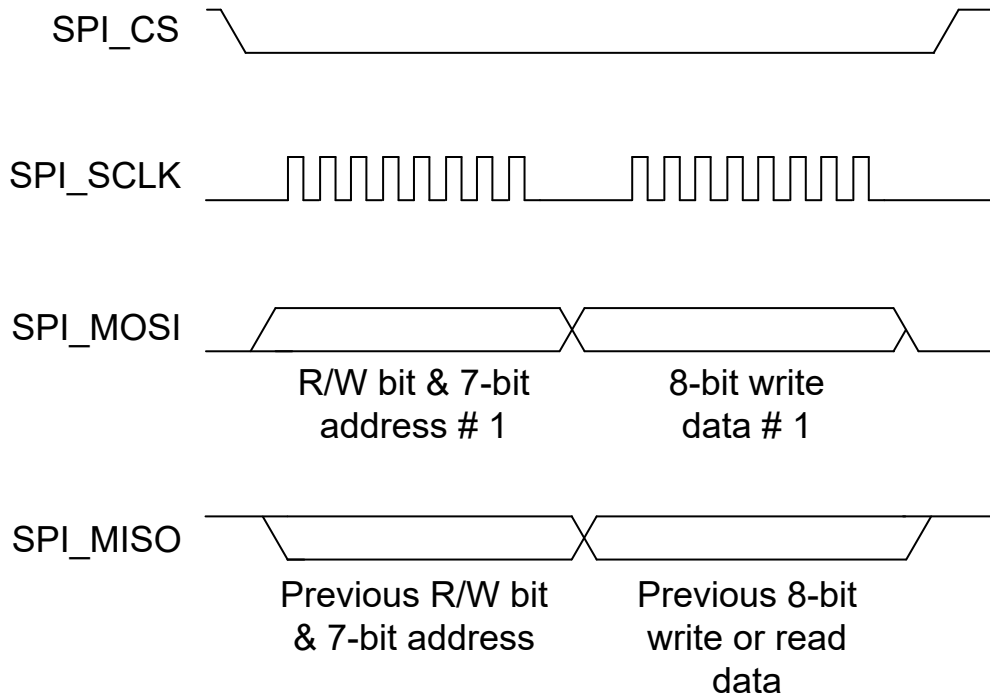 SPI_CS
SPI_SCLK
SPI_MOSI
R/W bit & 7-bit
address # 1
8-bit write
data # 1
SPI_MISO
Previous R/W bit
& 7-bit address
Previous 8-bit
write or read
data